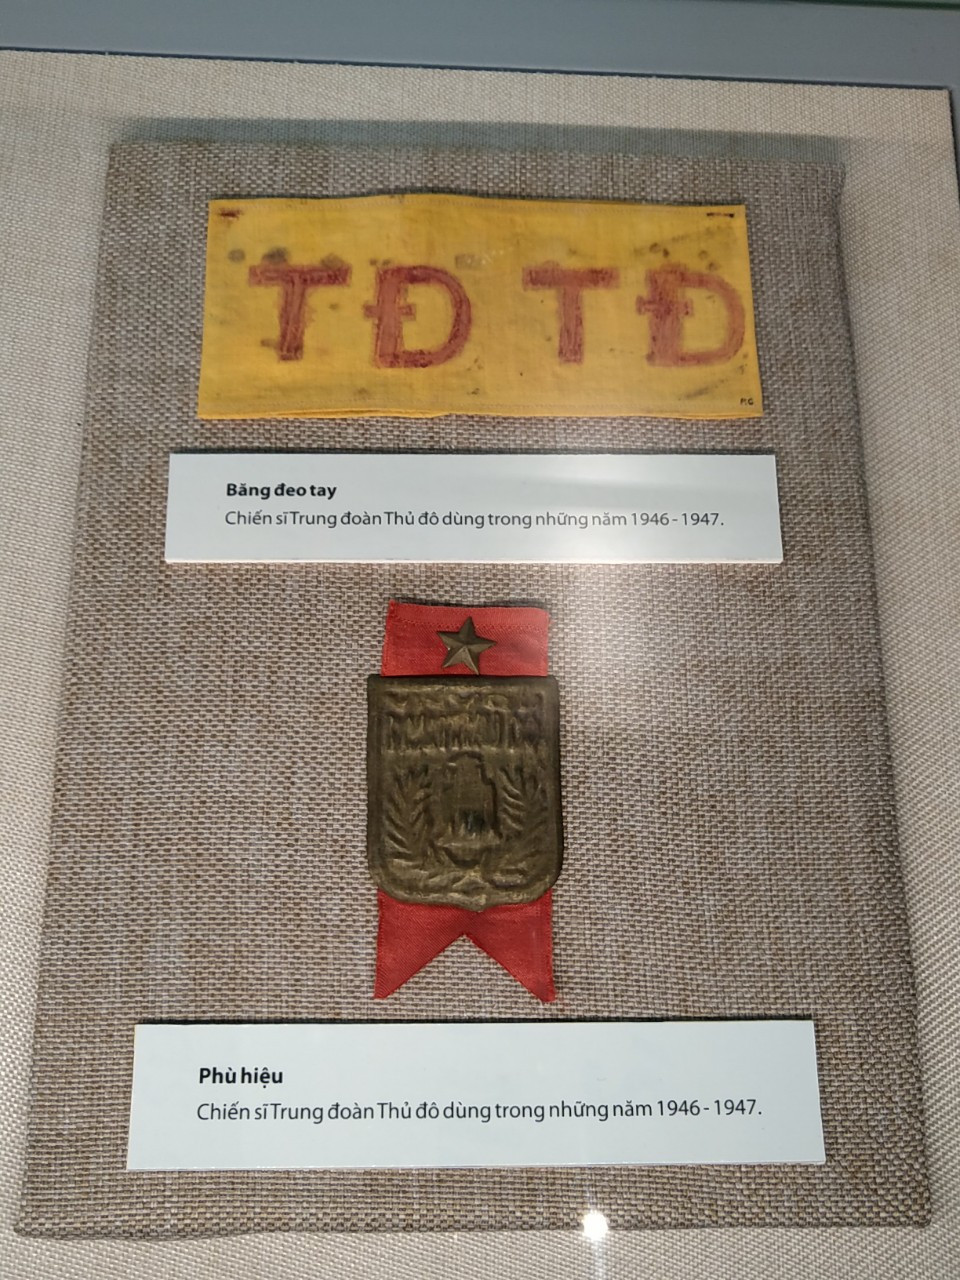 TĐ TĐ
P.G
Băng đeo tay
Chiến sĩ Trung đoàn Thủ đô dùng trong những năm 1946 - 1947.
Phù hiệu
Chiến sĩ Trung đoàn Thủ đô dùng trong những năm 1946 - 1947.